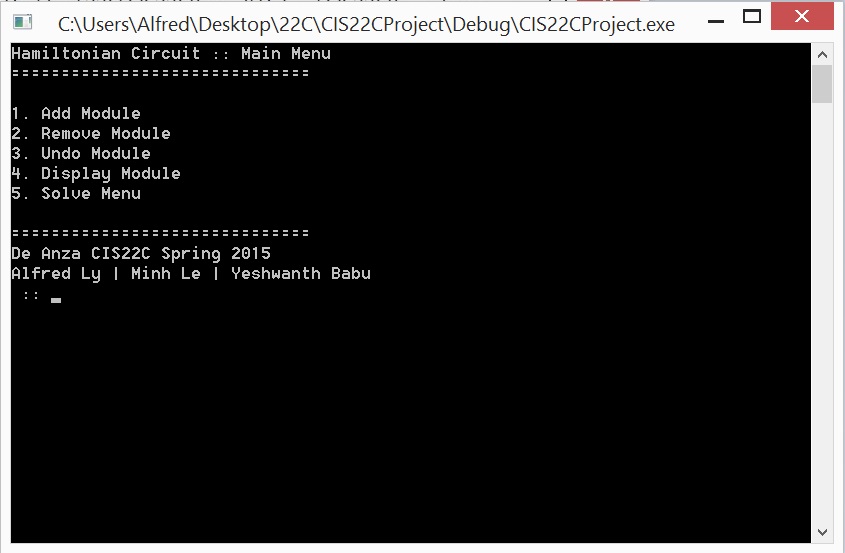 C:\Users\Alfred\Desktop\22C\CIS22CProject\Debug\CIS22CProject.exe
Hamiltonian Circuit :: Main Menu
==============================
1. Add Module
2. Remove Module
3. Undo Module
4. Display Module
5. Solve Menu
==============================
De Anza CIS22C Spring 2015
Alfred Ly | Minh Le | Yeshwanth Babu
:: _